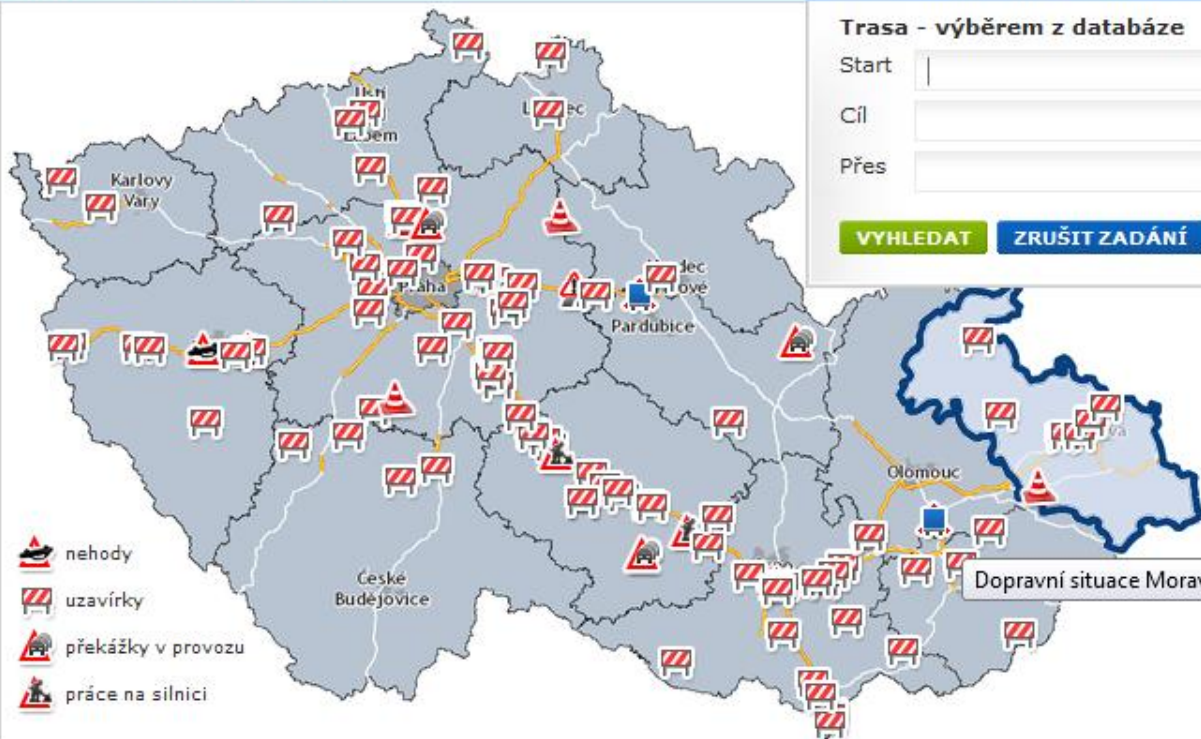 Trasa - výběrem z databáze
Start
Cíl
Přes
VYHLEDAT
ZRUŠIT ZADÁNÍ
Karlovy
Vary
Praha
Pardubice
Olomouc
České
Budějovice
Dopravní situace Morav
nehody
uzavírky
překážky v provozu
práce na silnici